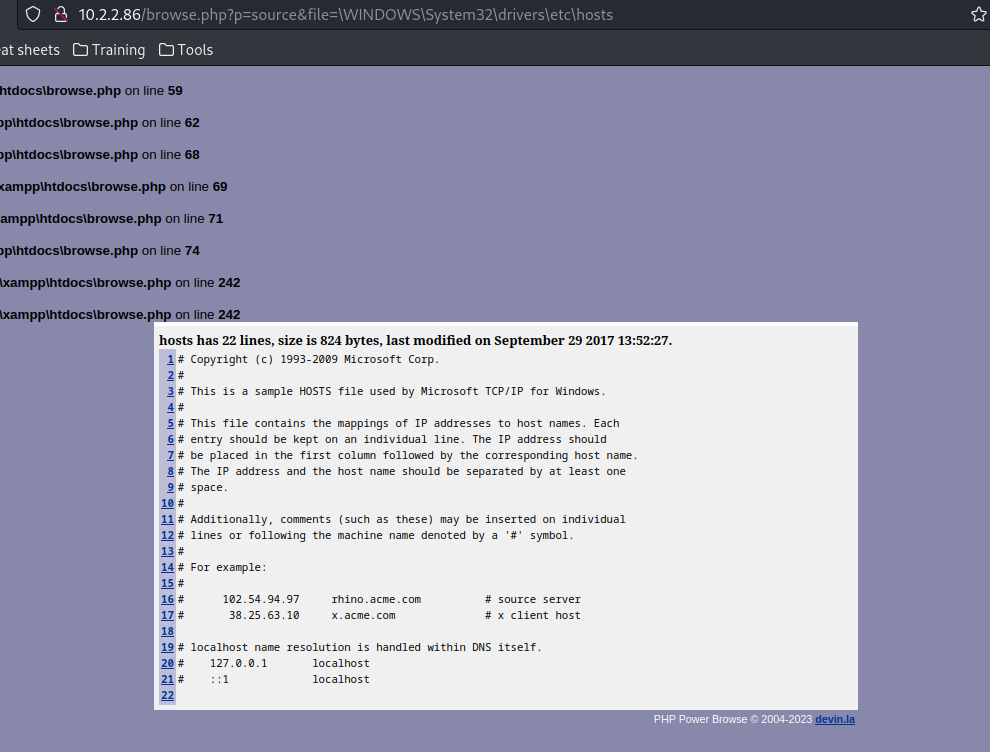 10.2.2.86/browse.php?p=source&file=\WINDOWS\System32\drivers\etc\hosts
eat sheets Training Tools
htdocs\browse.php on line 59
pp\htdocs\browse.php on line 62
pp\htdocs\browse.php on line 68
xampp\htdocs\browse.php on line 69
ampp\htdocs\browse.php on line 71
pp\htdocs\browse.php on line 74
\xampp\htdocs\browse.php on line 242
\xampp\htdocs\browse.php on line 242
hosts has 22 lines, size is 824 bytes, last modified on September 29 2017 13:52:27.
1 # Copyright (c) 1993-2009 Microsoft Corp.
2 #
3 # This is a sample HOSTS file used by Microsoft TCP/IP for Windows.
4 #
5 # This file contains the mappings of IP addresses to host names. Each
6 # entry should be kept on an individual line. The IP address should
7 # be placed in the first column followed by the corresponding host name.
8 # The IP address and the host name should be separated by at least one
9 # space.
10 #
11 # Additionally, comments (such as these) may be inserted on individual
12 # lines or following the machine name denoted by a '#' symbol.
13 #
14 # For example:
15 #
16 #      102.54.94.97     rhino.acme.com          # source server
17 #       38.25.63.10     x.acme.com              # x client host
18
19 # localhost name resolution is handled within DNS itself.
20 #    127.0.0.1       localhost
21 #    ::1             localhost
22
PHP Power Browse © 2004-2023 devin.la